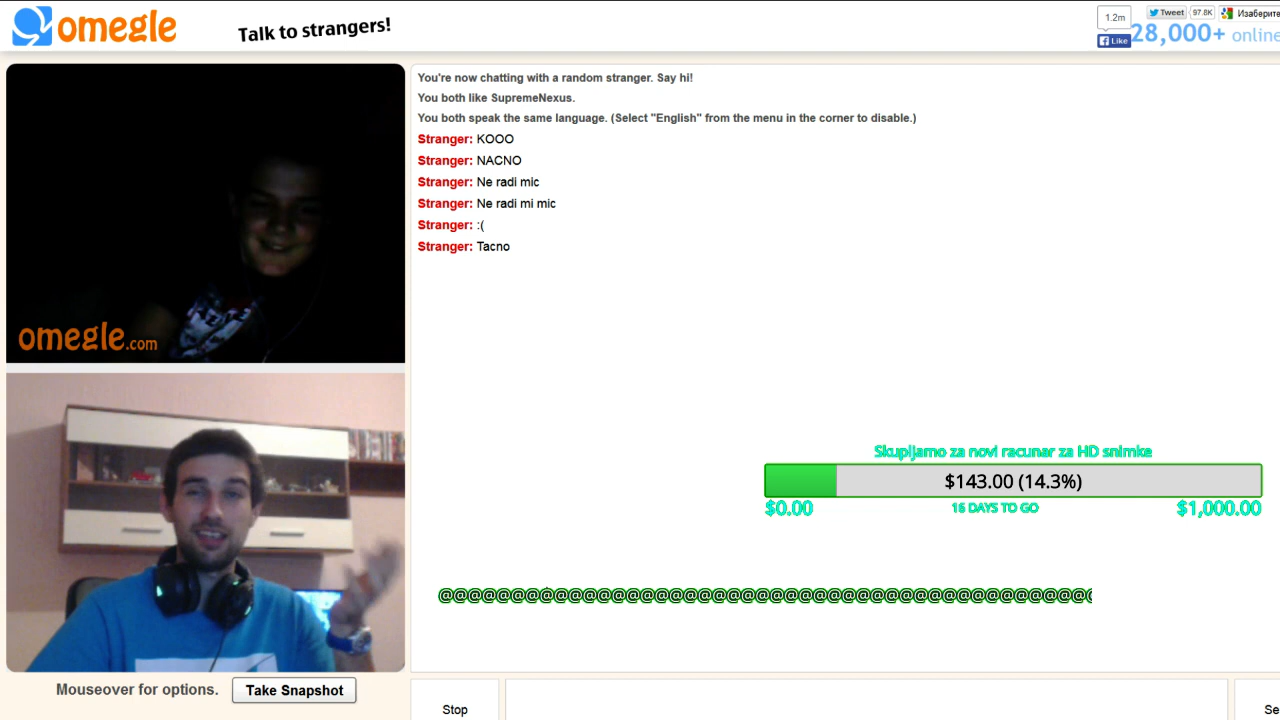 omegle
Talk to strangers!
1.2m
Like
Tweet
97.8K
Изаберите
28,000+ online
You're now chatting with a random stranger. Say hi!
You both like SupremeNexus.
You both speak the same language. (Select "English" from the menu in the corner to disable.)
Stranger: KOOO
Stranger: NACNO
Stranger: Ne radi mic
Stranger: Ne radi mi mic
Stranger: :(
Stranger: Tacno
omegle.com
Skupljamo za novi racunar za HD snimke
$143.00 (14.3%)
$0.00
16 DAYS TO GO
$1,000.00
Mouseover for options.
Take Snapshot
Stop
Se